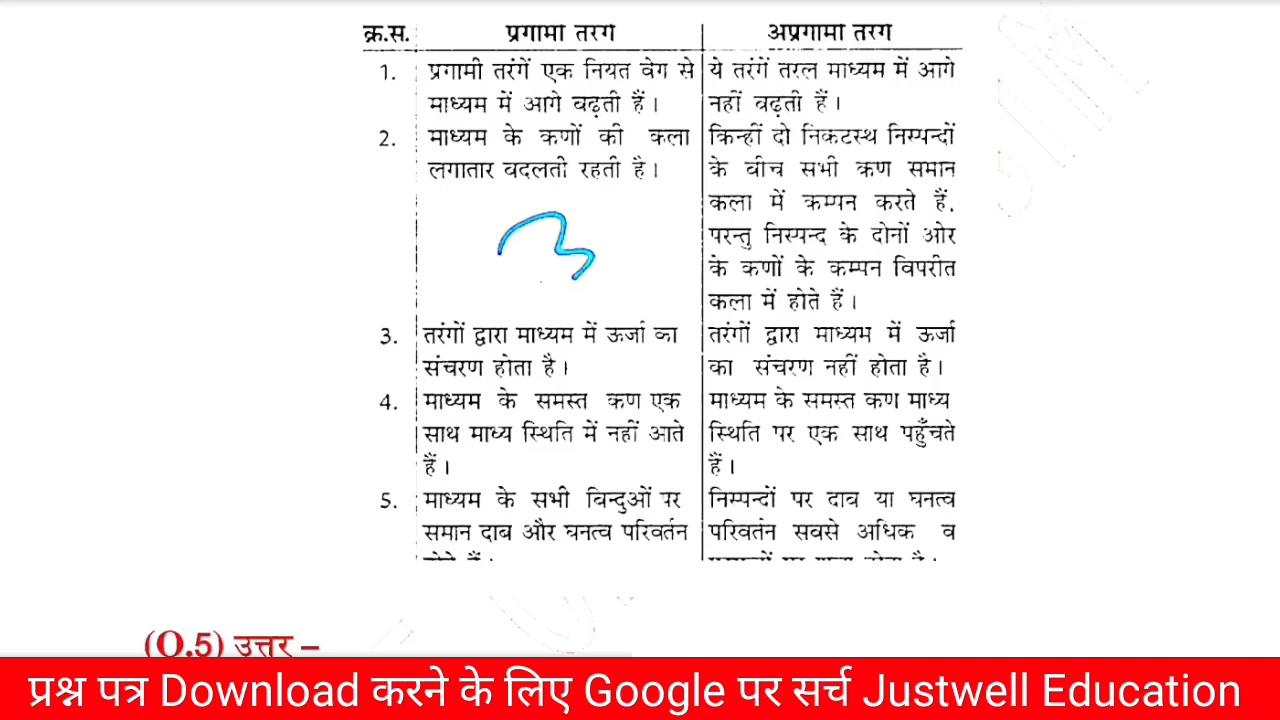 क्र.स. प्रगामी तरंग अप्रगामी तरंग
1. प्रगामी तरंगें एक नियत वेग से माध्यम में आगे बढ़ती हैं।
ये तरंगें तरल माध्यम में आगे नहीं बढ़ती हैं।
2. माध्यम के कणों की कला लगातार बदलती रहती है।
किन्हीं दो निकटस्थ निस्पन्दों के बीच सभी कण समान कला में कम्पन करते हैं. परन्तु निस्पन्द के दोनों ओर के कणों के कम्पन विपरीत कला में होते हैं।
3. तरंगों द्वारा माध्यम में ऊर्जा का संचरण होता है।
तरंगों द्वारा माध्यम में ऊर्जा का संचरण नहीं होता है।
4. माध्यम के समस्त कण एक साथ माध्य स्थिति में नहीं आते हैं।
माध्यम के समस्त कण माध्य स्थिति पर एक साथ पहुँचते हैं।
5. माध्यम के सभी बिन्दुओं पर समान दाब और घनत्व परिवर्तन
निस्पन्दों पर दाब या घनत्व परिवर्तन सबसे अधिक व
(Q.5) उत्तर –
प्रश्न पत्र Download करने के लिए Google पर सर्च Justwell Education